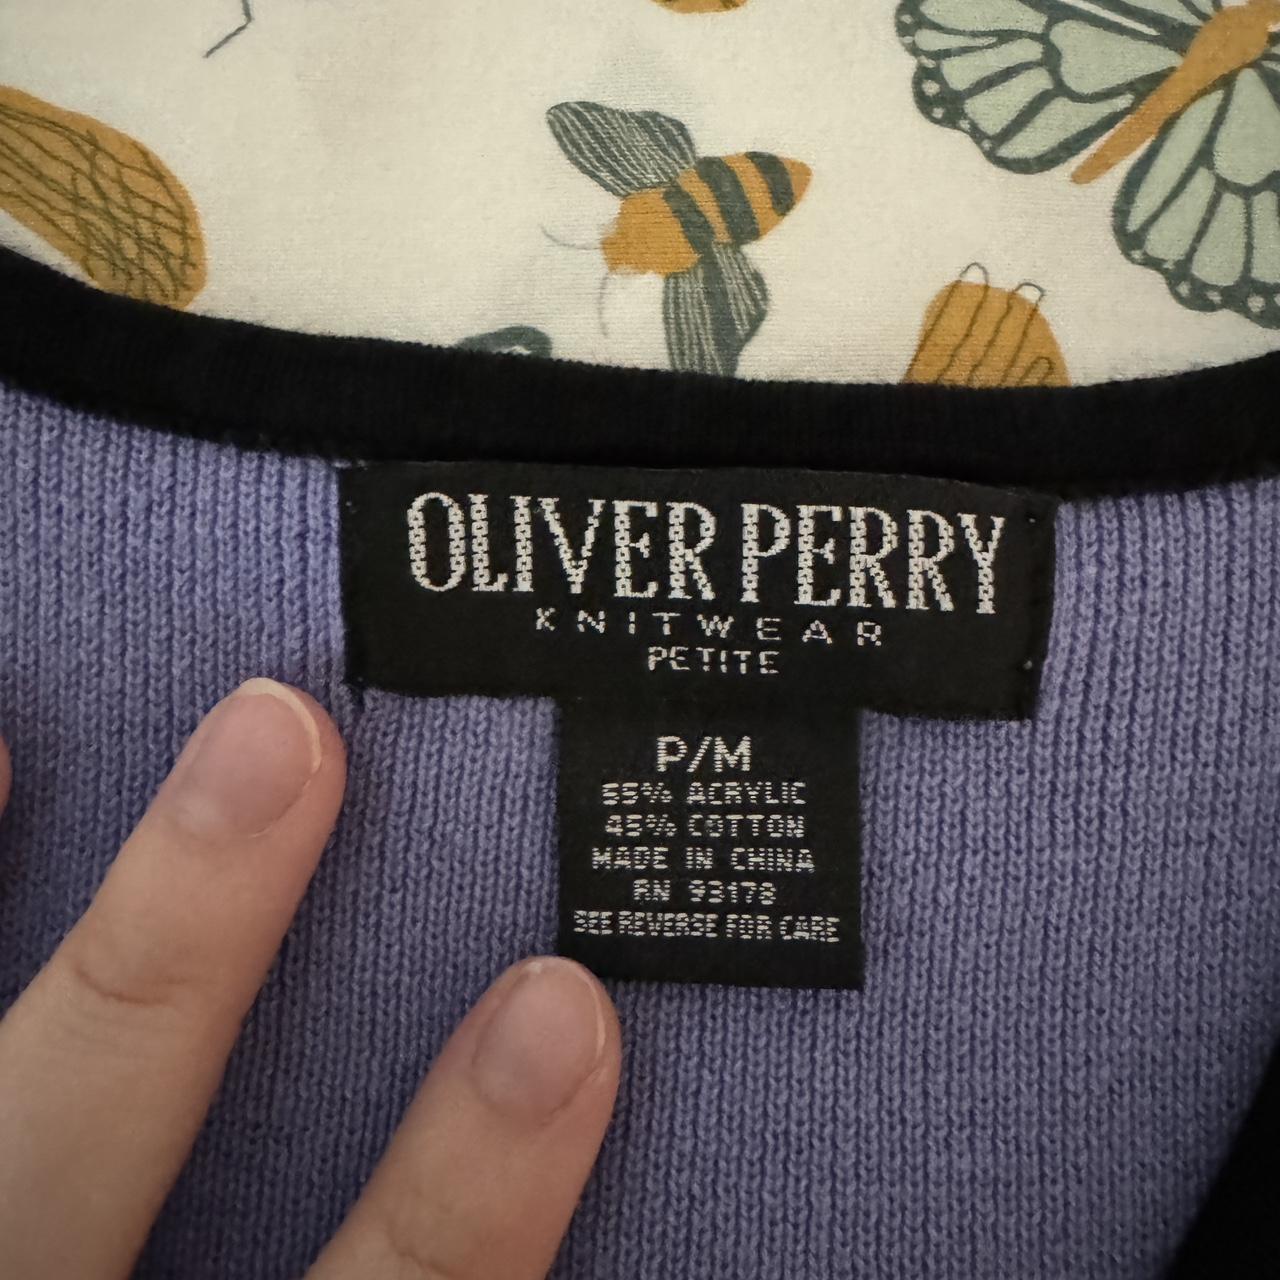 OLIVER PERRY
KNITWEAR
PETITE
P/M
55% ACRYLIC
45% COTTON
MADE IN CHINA
RN 93178
SEE REVERSE FOR CARE